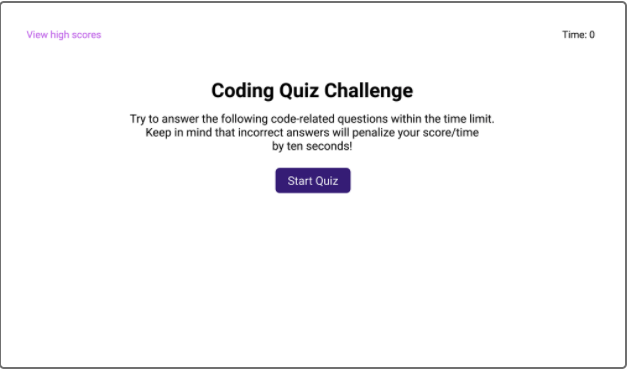 View high scores
Time: 0
Coding Quiz Challenge
Try to answer the following code-related questions within the time limit.
Keep in mind that incorrect answers will penalize your score/time
by ten seconds!
Start Quiz